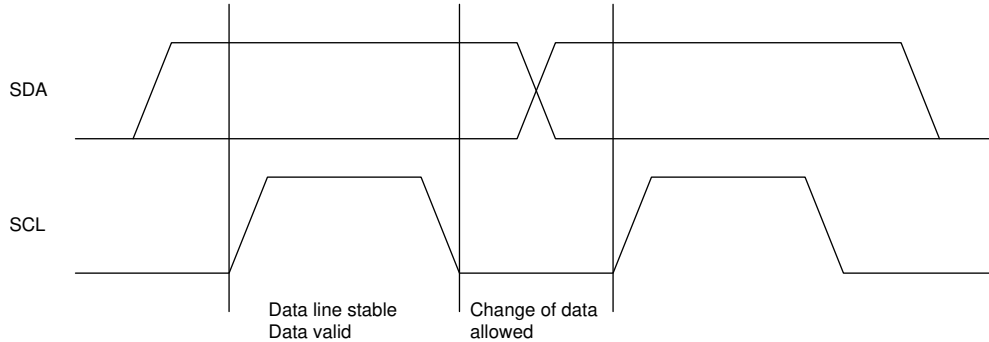 SDA
SCL
Data line stable
Data valid
Change of data
allowed